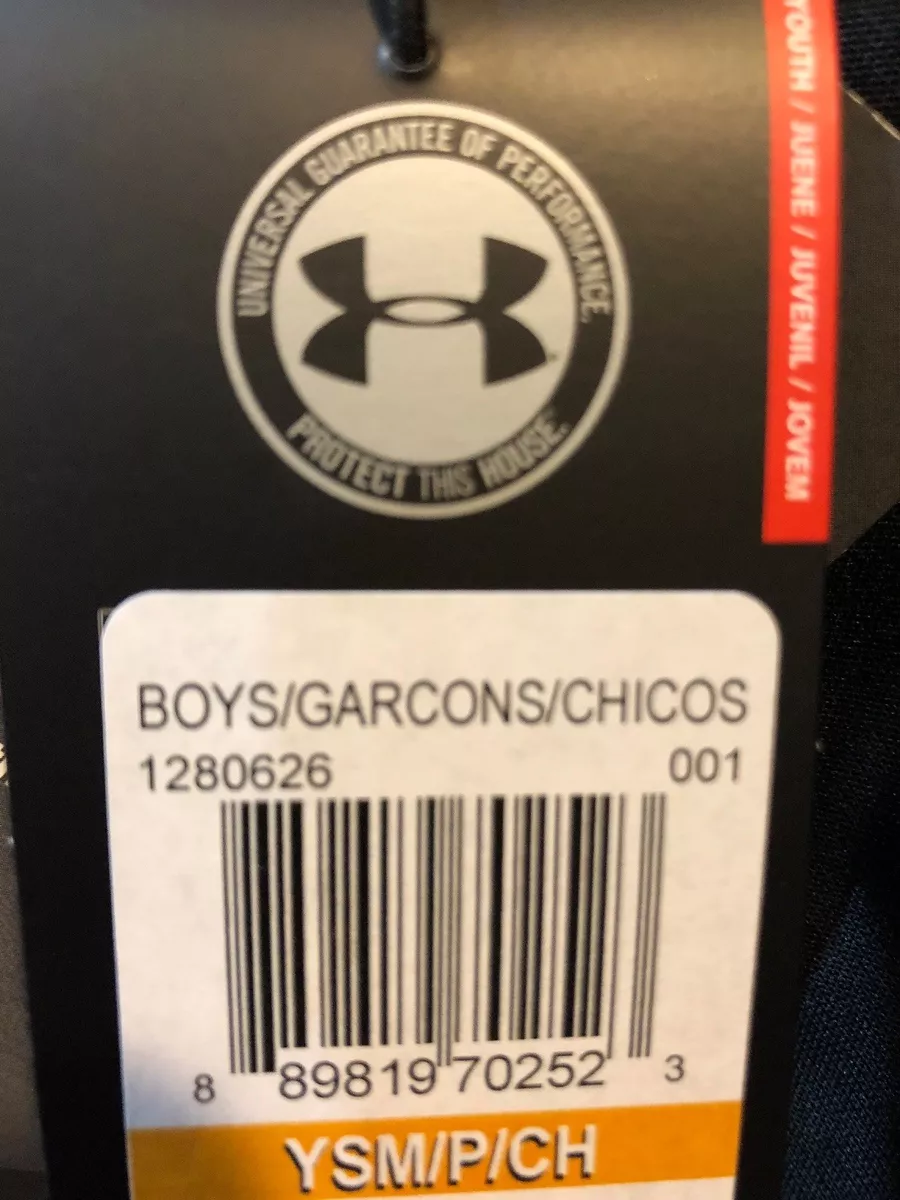 UNIVERSAL GUARANTEE OF PERFORMANCE.
PROTECT THIS HOUSE.
YOUTH / JUENE / JUVENIL / JOVEM
BOYS/GARCONS/CHICOS
1280626 001
8 89819 70252 3
YSM/P/CH